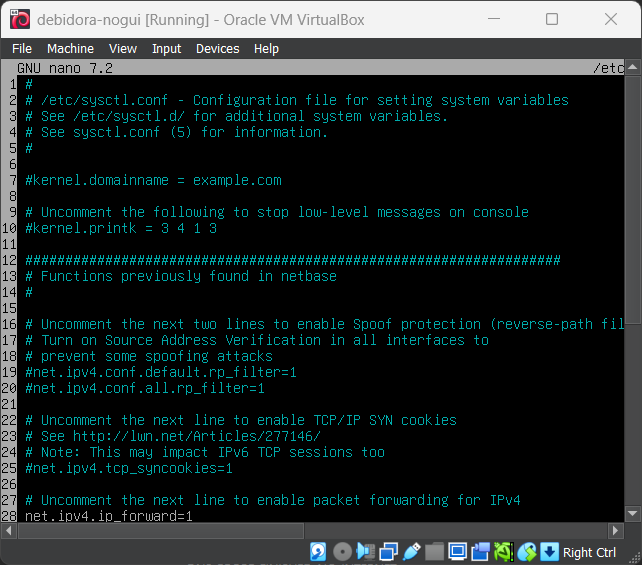 debidora-nogui [Running] - Oracle VM VirtualBox
File Machine View Input Devices Help
GNU nano 7.2 /etc
1 #
2 # /etc/sysctl.conf - Configuration file for setting system variables
3 # See /etc/sysctl.d/ for additional system variables.
4 # See sysctl.conf (5) for information.
5 #
6
7 #kernel.domainname = example.com
8
9 # Uncomment the following to stop low-level messages on console
10 #kernel.printk = 3 4 1 3
11
12 ###################################################################
13 # Functions previously found in netbase
14 #
15
16 # Uncomment the next two lines to enable Spoof protection (reverse-path fil
17 # Turn on Source Address Verification in all interfaces to
18 # prevent some spoofing attacks
19 #net.ipv4.conf.default.rp_filter=1
20 #net.ipv4.conf.all.rp_filter=1
21
22 # Uncomment the next line to enable TCP/IP SYN cookies
23 # See http://lwn.net/Articles/277146/
24 # Note: This may impact IPv6 TCP sessions too
25 #net.ipv4.tcp_syncookies=1
26
27 # Uncomment the next line to enable packet forwarding for IPv4
28 net.ipv4.ip_forward=1
Right Ctrl